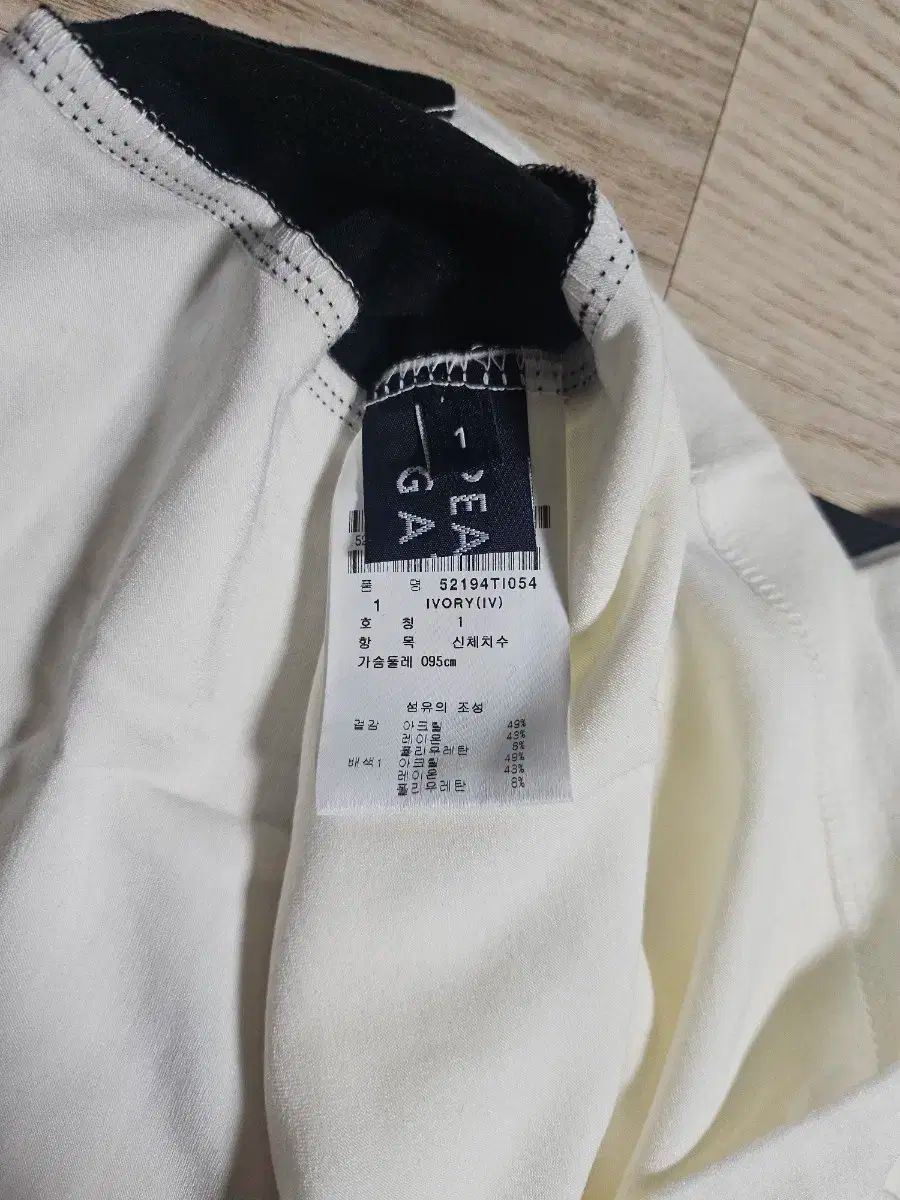 1
GA
EA
52
품 명 52194TI054
1 IVORY(IV)
호 칭 1
항 목 신체치수
가슴둘레 095cm
섬유의 조성
겉감 아크릴 49%
레이온 43%
폴리우레탄 8%
배색1 아크릴 49%
레이온 43%
폴리우레탄 8%